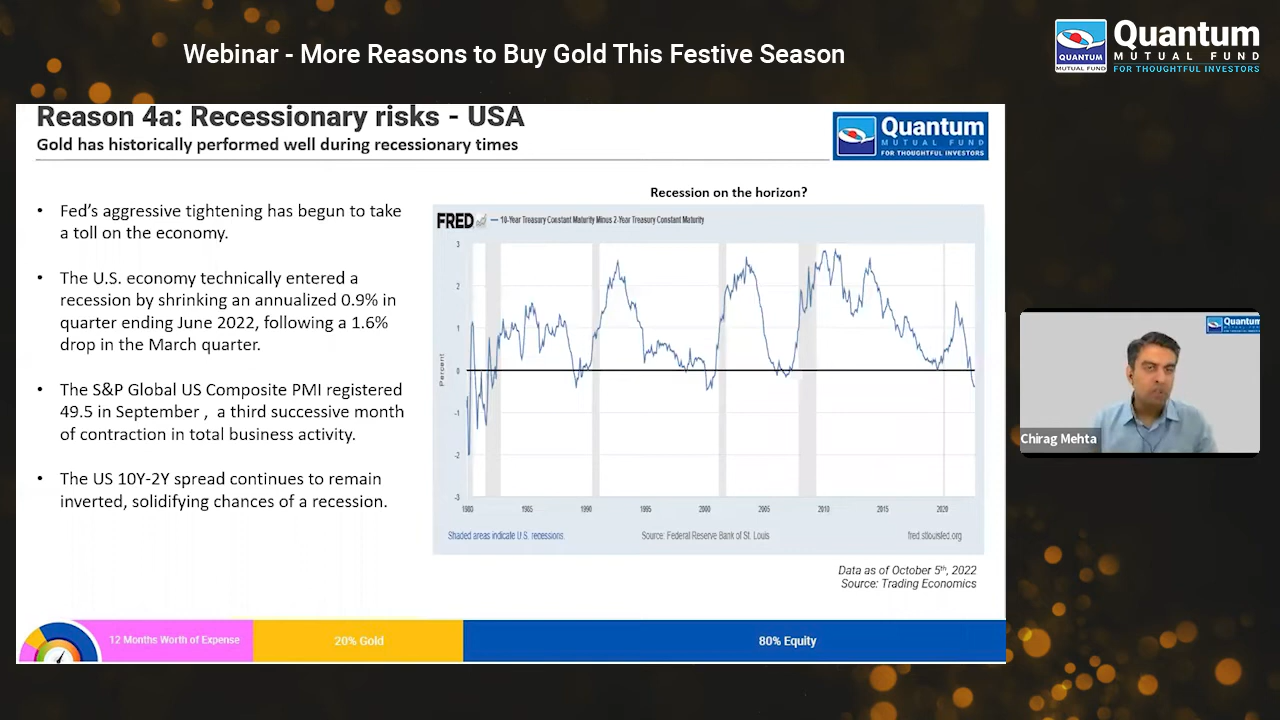 Webinar - More Reasons to Buy Gold This Festive Season
Quantum
MUTUAL FUND
FOR THOUGHTFUL INVESTORS
QUANTUM
MUTUAL FUND
Reason 4a: Recessionary risks - USA
Gold has historically performed well during recessionary times
Quantum
MUTUAL FUND
FOR THOUGHTFUL INVESTORS
• Fed's aggressive tightening has begun to take
a toll on the economy.
• The U.S. economy technically entered a
recession by shrinking an annualized 0.9% in
quarter ending June 2022, following a 1.6%
drop in the March quarter.
• The S&P Global US Composite PMI registered
49.5 in September , a third successive month
of contraction in total business activity.
• The US 10Y-2Y spread continues to remain
inverted, solidifying chances of a recession.
Recession on the horizon?
FRED — 10-Year Treasury Constant Maturity Minus 2-Year Treasury Constant Maturity
Percent
3
2
1
0
-1
-2
-3
1980 1985 1990 1995 2000 2005 2010 2015 2020
Shaded areas indicate U.S. recessions. Source: Federal Reserve Bank of St. Louis fred.stlouisfed.org
Data as of October 5th, 2022
Source: Trading Economics
Quantum
Chirag Mehta
12 Months Worth of Expense 20% Gold 80% Equity